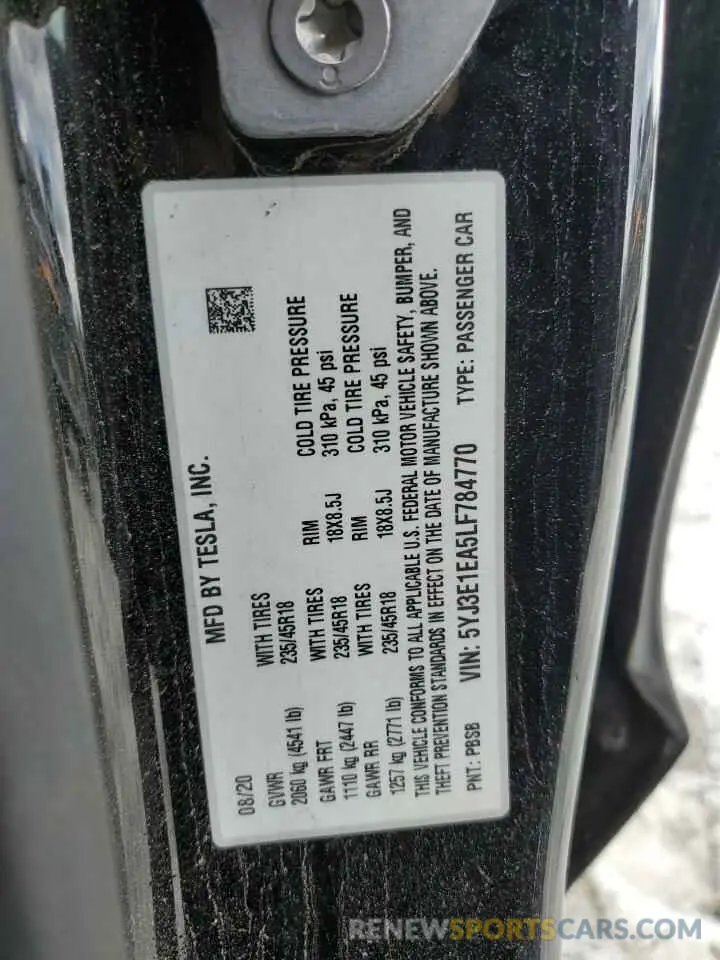 MFD BY TESLA, INC.
08/20
GVWR WITH TIRES RIM COLD TIRE PRESSURE
2060 kg (4541 lb) 235/45R18 18X8.5J 310 kPa, 45 psi
GAWR FRT WITH TIRES RIM COLD TIRE PRESSURE
1110 kg (2447 lb) 235/45R18 18X8.5J 310 kPa, 45 psi
GAWR RR WITH TIRES
1257 kg (2771 lb) 235/45R18
THIS VEHICLE CONFORMS TO ALL APPLICABLE U.S. FEDERAL MOTOR VEHICLE SAFETY, BUMPER, AND
THEFT PREVENTION STANDARDS IN EFFECT ON THE DATE OF MANUFACTURE SHOWN ABOVE.
PNT: PBSB VIN: 5YJ3E1EA5LF784770 TYPE: PASSENGER CAR
RENEWSPORTSCARS.COM